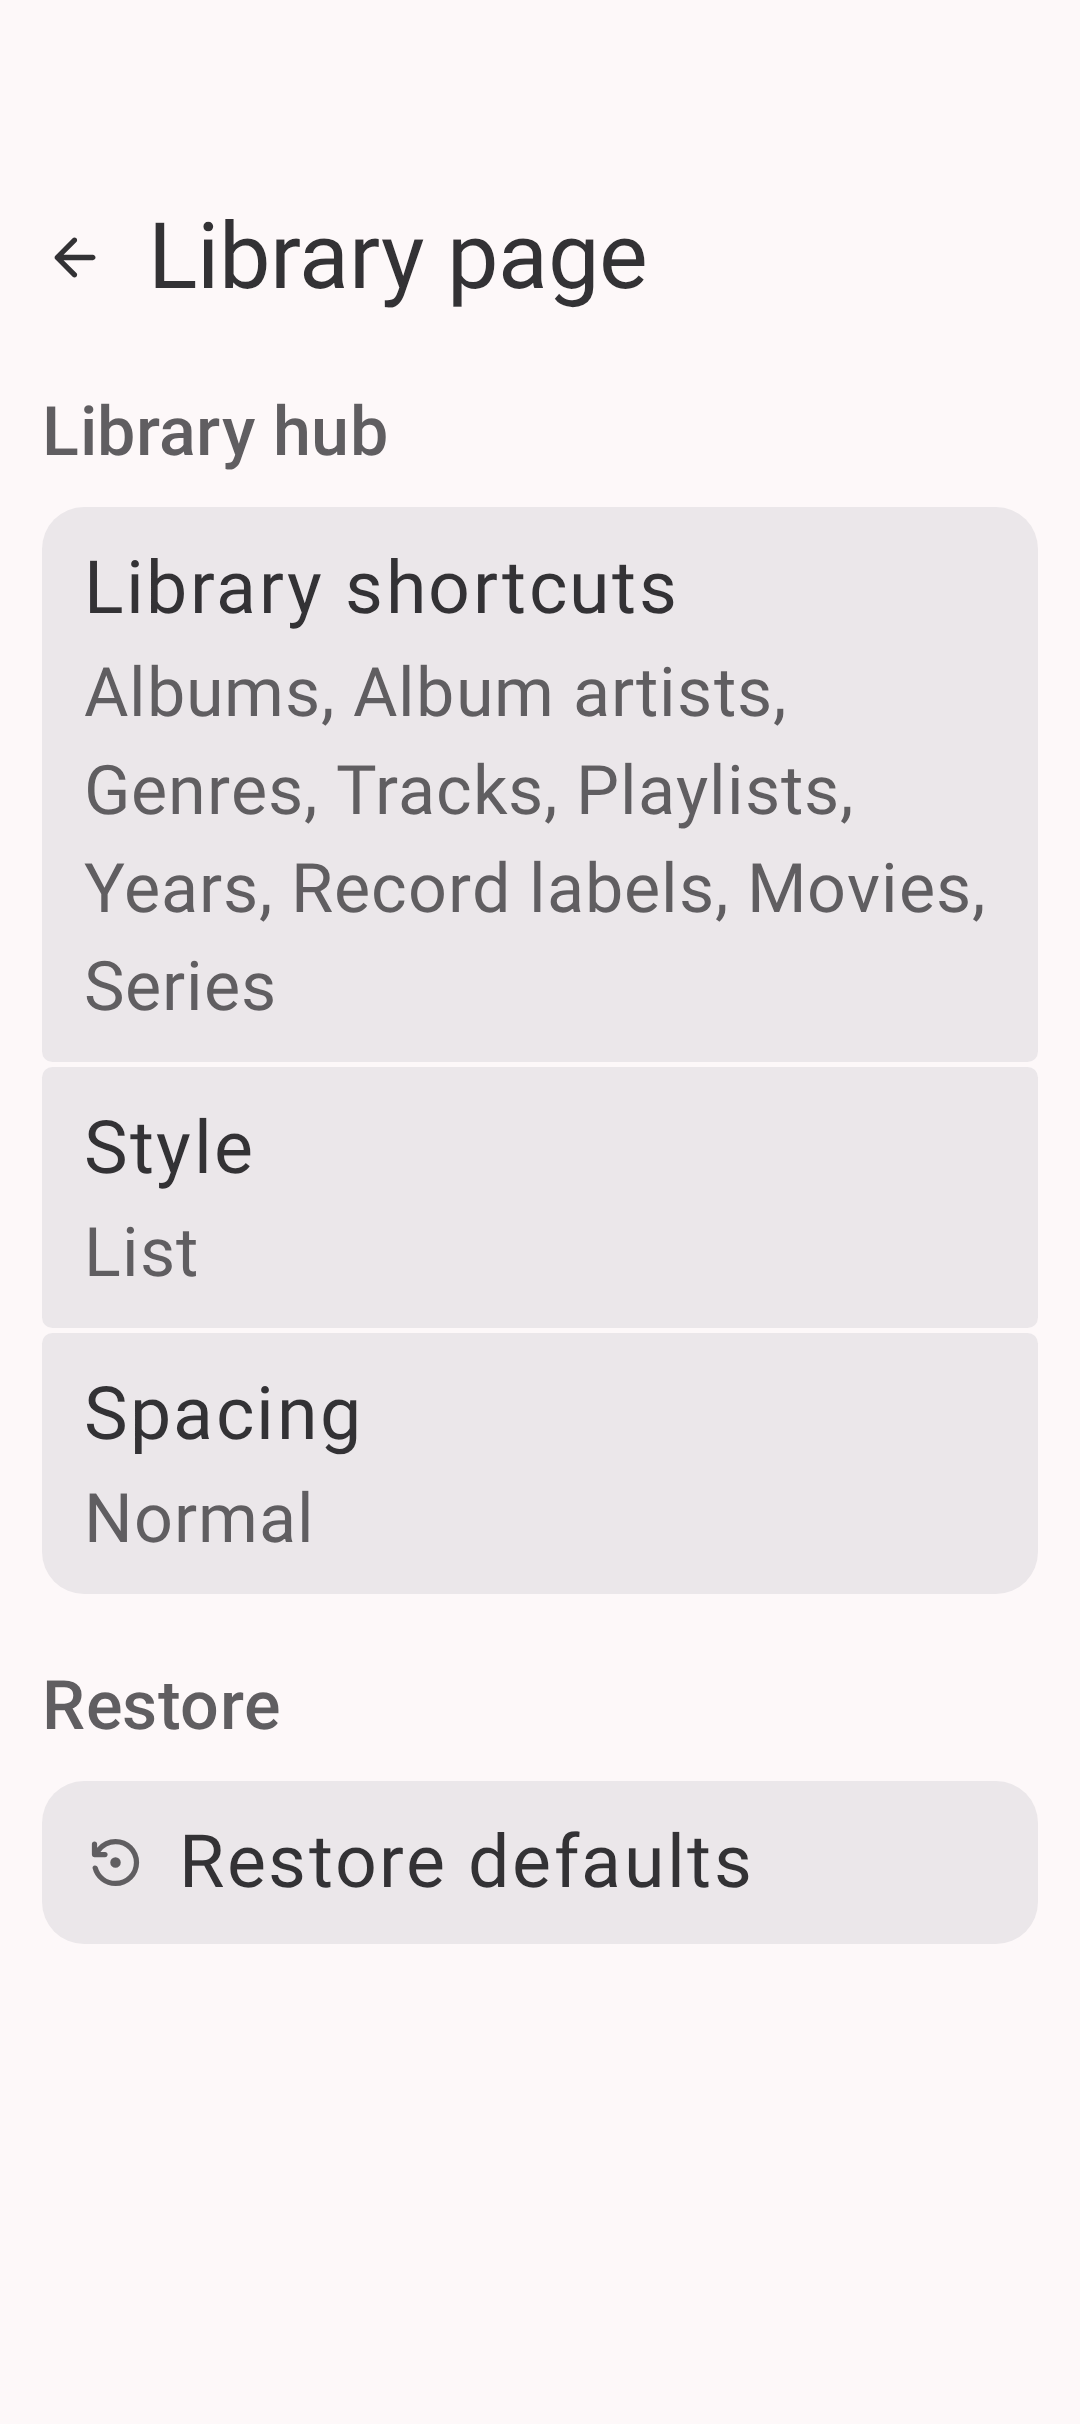 Library page
Library hub
Library shortcuts
Albums, Album artists,
Genres, Tracks, Playlists,
Years, Record labels, Movies,
Series
Style
List
Spacing
Normal
Restore
Restore defaults